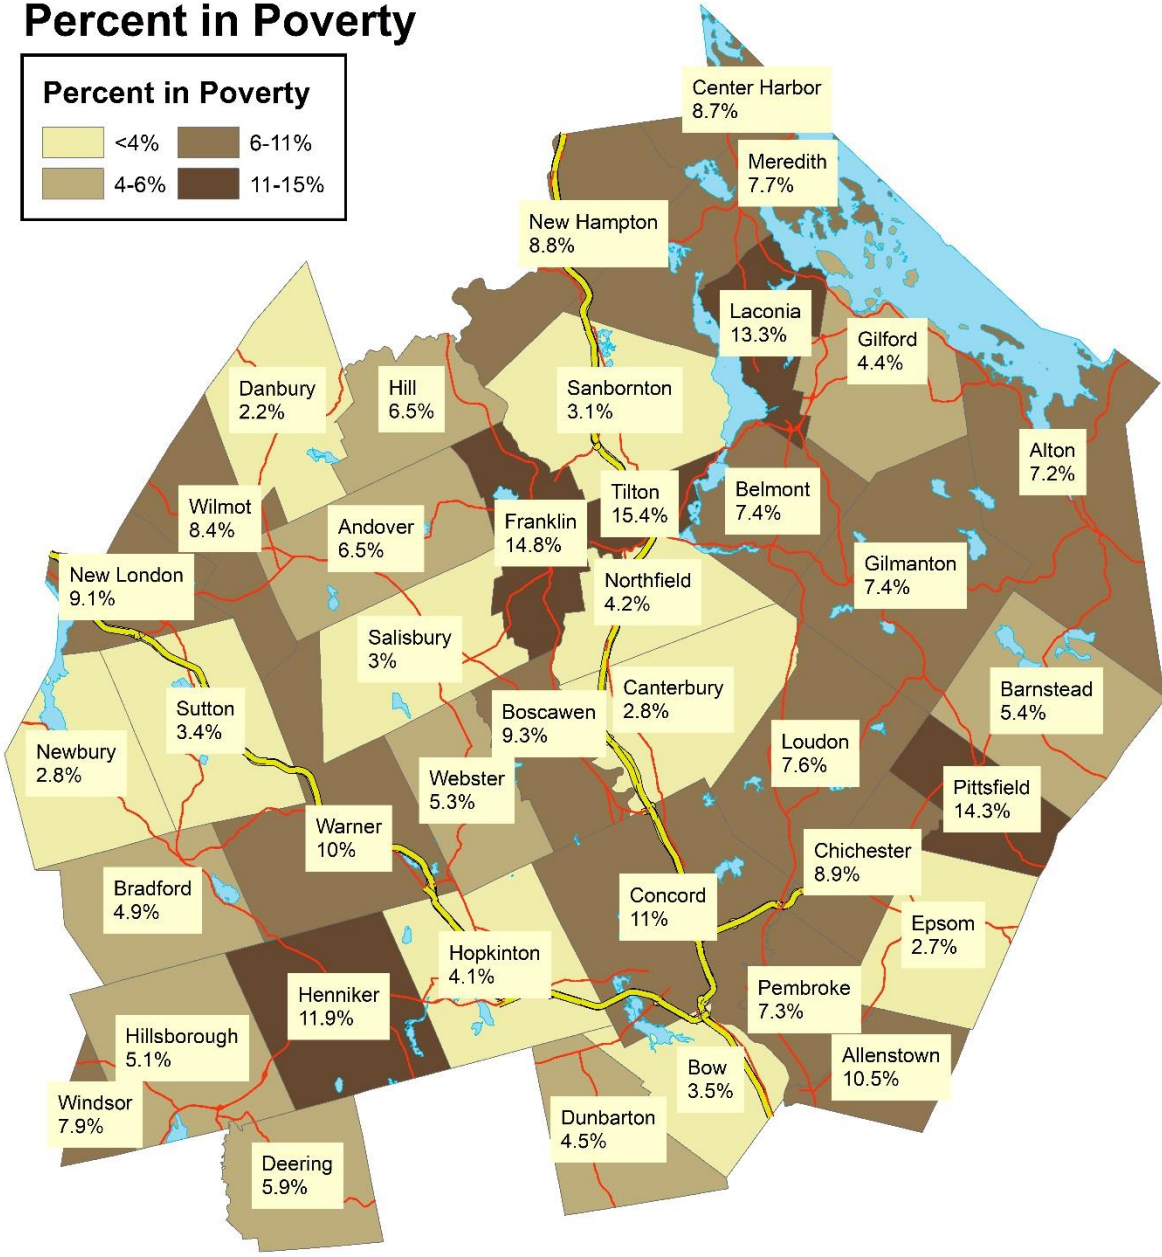 Percent in Poverty
Percent in Poverty
<4%
6-11%
4-6%
11-15%
Center Harbor
8.7%
Meredith
7.7%
New Hampton
8.8%
Laconia
13.3%
Gilford
4.4%
Danbury
2.2%
Hill
6.5%
Sanbornton
3.1%
Alton
7.2%
Wilmot
8.4%
Andover
6.5%
Franklin
14.8%
Tilton
15.4%
Belmont
7.4%
New London
9.1%
Northfield
4.2%
Gilmanton
7.4%
Salisbury
3%
Sutton
3.4%
Canterbury
2.8%
Barnstead
5.4%
Newbury
2.8%
Boscawen
9.3%
Loudon
7.6%
Webster
5.3%
Pittsfield
14.3%
Warner
10%
Chichester
8.9%
Bradford
4.9%
Concord
11%
Epsom
2.7%
Hopkinton
4.1%
Henniker
11.9%
Pembroke
7.3%
Hillsborough
5.1%
Allenstown
10.5%
Bow
3.5%
Windsor
7.9%
Dunbarton
4.5%
Deering
5.9%